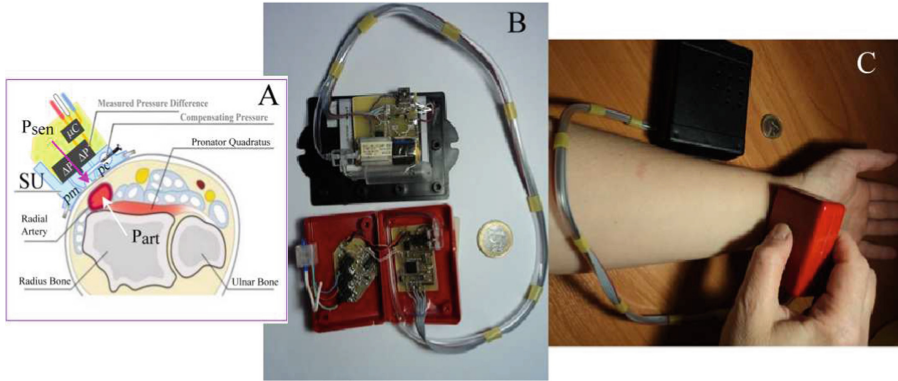 A
Measured Pressure Difference
Compensating Pressure
Psen
μC
ΔP
ΔP
Pronator Quadratus
SU
pm
pc
Radial
Artery
Part
Radius Bone
Ulnar Bone
B
C